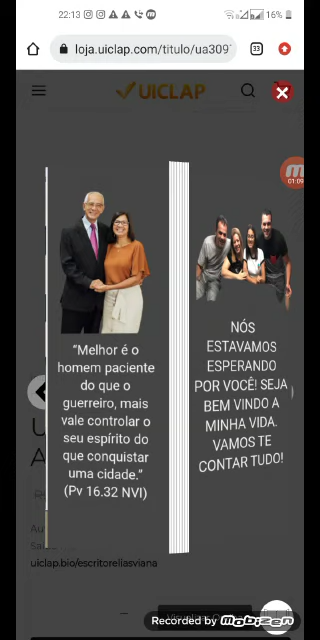 22:13
16%
loja.uiclap.com/titulo/ua309
33
UICLAP
01:09
“Melhor é o
homem paciente
do que o
guerreiro, mais
vale controlar o
seu espírito do
que conquistar
uma cidade.”
(Pv 16.32 NVI)
NÓS
ESTAVAMOS
ESPERANDO
POR VOCÊ! SEJA
BEM VINDO A
MINHA VIDA.
VAMOS TE
CONTAR TUDO!
uiclap.bio/escritoreliasviana
Recorded by mobizen